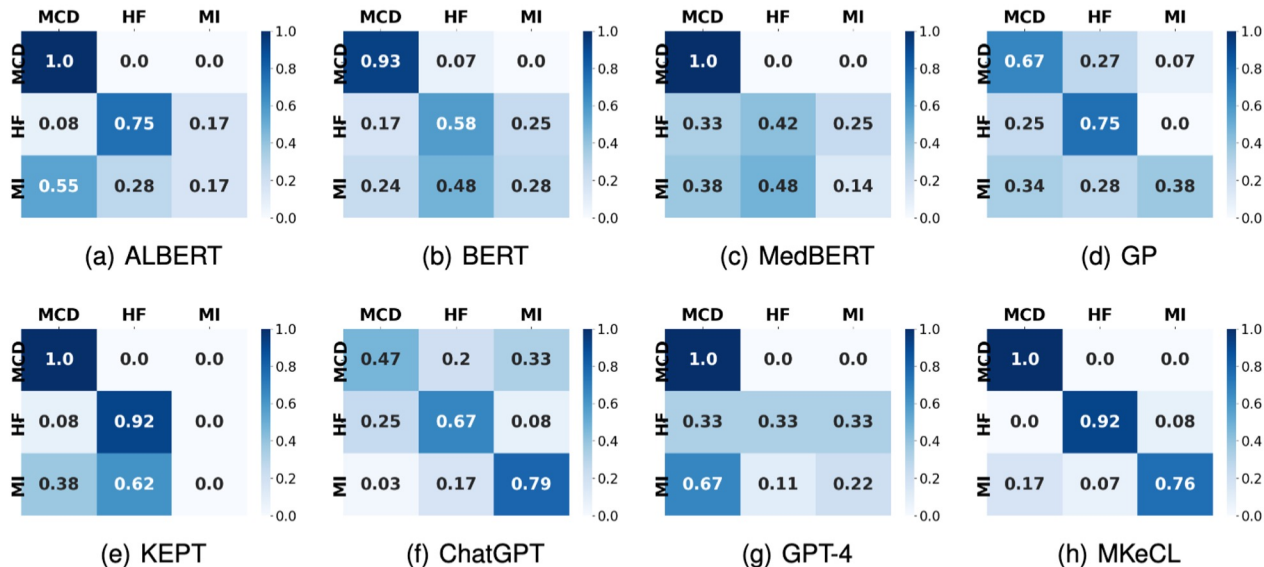 MCD HF MI
MCD 1.0 0.0 0.0
HF 0.08 0.75 0.17
MI 0.55 0.28 0.17
1.0
0.8
0.6
0.4
0.2
0.0
(a) ALBERT
MCD HF MI
MCD 0.93 0.07 0.0
HF 0.17 0.58 0.25
MI 0.24 0.48 0.28
1.0
0.8
0.6
0.4
0.2
0.0
(b) BERT
MCD HF MI
MCD 1.0 0.0 0.0
HF 0.33 0.42 0.25
MI 0.38 0.48 0.14
1.0
0.8
0.6
0.4
0.2
0.0
(c) MedBERT
MCD HF MI
MCD 0.67 0.27 0.07
HF 0.25 0.75 0.0
MI 0.34 0.28 0.38
1.0
0.8
0.6
0.4
0.2
0.0
(d) GP
MCD HF MI
MCD 1.0 0.0 0.0
HF 0.08 0.92 0.0
MI 0.38 0.62 0.0
1.0
0.8
0.6
0.4
0.2
0.0
(e) KEPT
MCD HF MI
MCD 0.47 0.2 0.33
HF 0.25 0.67 0.08
MI 0.03 0.17 0.79
1.0
0.8
0.6
0.4
0.2
0.0
(f) ChatGPT
MCD HF MI
MCD 1.0 0.0 0.0
HF 0.33 0.33 0.33
MI 0.67 0.11 0.22
1.0
0.8
0.6
0.4
0.2
0.0
(g) GPT-4
MCD HF MI
MCD 1.0 0.0 0.0
HF 0.0 0.92 0.08
MI 0.17 0.07 0.76
1.0
0.8
0.6
0.4
0.2
0.0
(h) MKeCL